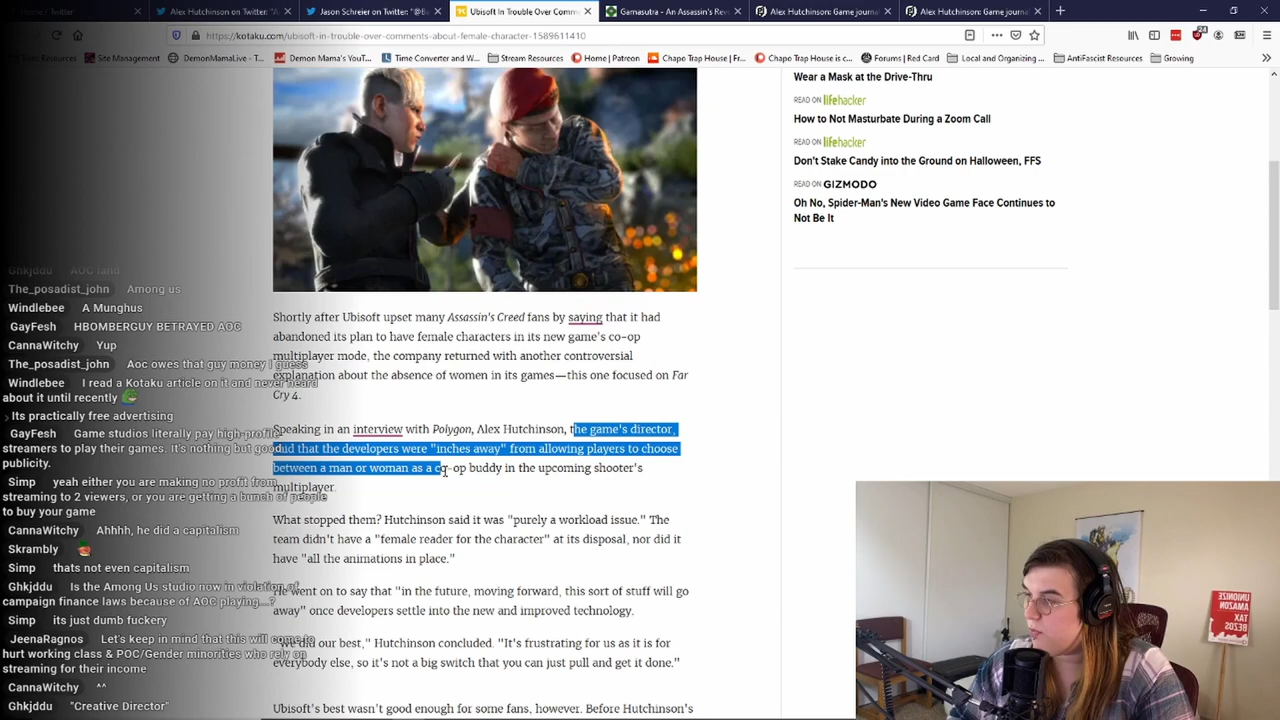 Home / Twitter
Alex Hutchinson on Twitter: "A
Jason Schreier on Twitter: "@Be
Ubisoft In Trouble Over Comm
Gamasutra - An Assassin's Rev
Alex Hutchinson: Game journal
Alex Hutchinson: Game journal
https://kotaku.com/ubisoft-in-trouble-over-comments-about-female-character-1589611410
Site Management
DemonMamaLive - T...
Demon Mama's YouT...
Time Converter and W...
Stream Resources
Home | Patreon
Chapo Trap House | Fr...
Chapo Trap House is c...
Forums | Red Card
Local and Organizing ...
AntiFascist Resources
Growing
Wear a Mask at the Drive-Thru
READ ON lifehacker
How to Not Masturbate During a Zoom Call
READ ON lifehacker
Don't Stake Candy into the Ground on Halloween, FFS
READ ON GIZMODO
Oh No, Spider-Man's New Video Game Face Continues to
Not Be It
Shortly after Ubisoft upset many Assassin's Creed fans by saying that it had
abandoned its plan to have female characters in its new game's co-op
multiplayer mode, the company returned with another controversial
explanation about the absence of women in its games—this one focused on Far
Cry 4.
Speaking in an interview with Polygon, Alex Hutchinson, the game's director,
said that the developers were "inches away" from allowing players to choose
between a man or woman as a co-op buddy in the upcoming shooter's
multiplayer.
What stopped them? Hutchinson said it was "purely a workload issue." The
team didn't have a "female reader for the character" at its disposal, nor did it
have "all the animations in place."
He went on to say that "in the future, moving forward, this sort of stuff will go
away" once developers settle into the new and improved technology.
"We did our best," Hutchinson concluded. "It's frustrating for us as it is for
everybody else, so it's not a big switch that you can just pull and get it done."
Ubisoft's best wasn't good enough for some fans, however. Before Hutchinson's
Ghkjddu AOC land
The_posadist_john Among us
Windlebee A Munghus
GayFesh HBOMBERGUY BETRAYED AOC
CannaWitchy Yup
The_posadist_john Aoc owes that guy money I guess
Windlebee I read a Kotaku article on it and never heard
about it until recently
Its practically free advertising
GayFesh Game studios literally pay high-profile
streamers to play their games. It's nothing but good
publicity.
Simp yeah either you are making no profit from
streaming to 2 viewers, or you are getting a bunch of people
to buy your game
CannaWitchy Ahhhh, he did a capitalism
Skrambly
Simp thats not even capitalism
Ghkjddu Is the Among Us studio now in violation of
campaign finance laws because of AOC playing...?
Simp its just dumb fuckery
JeenaRagnos Let's keep in mind that this will come to
hurt working class & POC/Gender minorities who rely on
streaming for their income
CannaWitchy ^^
Ghkjddu "Creative Director"
UNIONIZE
AMAZON
TAX
BEZOS